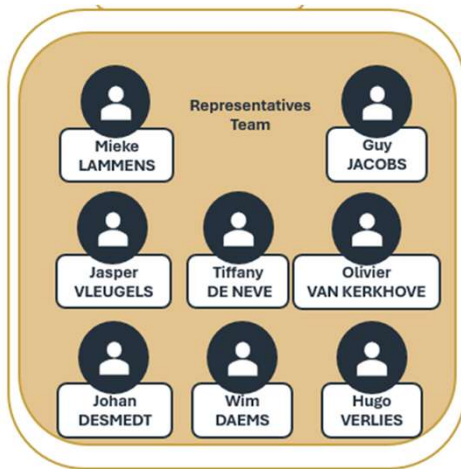 Representatives
Team
Mieke
LAMMENS
Guy
JACOBS
Jasper
VLEUGELS
Tiffany
DE NEVE
Olivier
VAN KERKHOVE
Johan
DESMEDT
Wim
DAEMS
Hugo
VERLIES